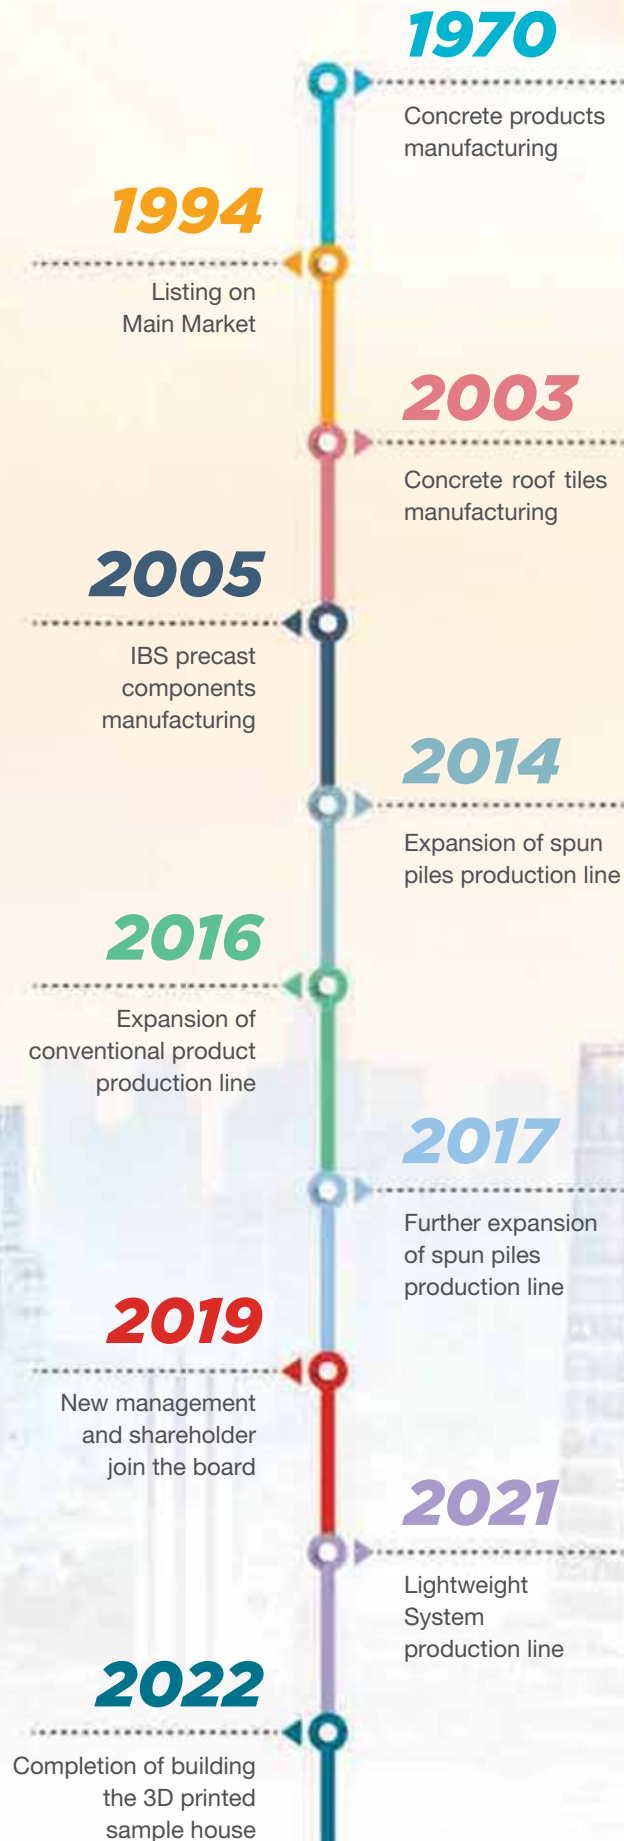 1970
Concrete products
manufacturing
1994
Listing on
Main Market
2003
Concrete roof tiles
manufacturing
2005
IBS precast
components
manufacturing
2014
Expansion of spun
piles production line
2016
Expansion of
conventional product
production line
2017
Further expansion
of spun piles
production line
2019
New management
and shareholder
join the board
2021
Lightweight
System
production line
2022
Completion of building
the 3D printed
sample house